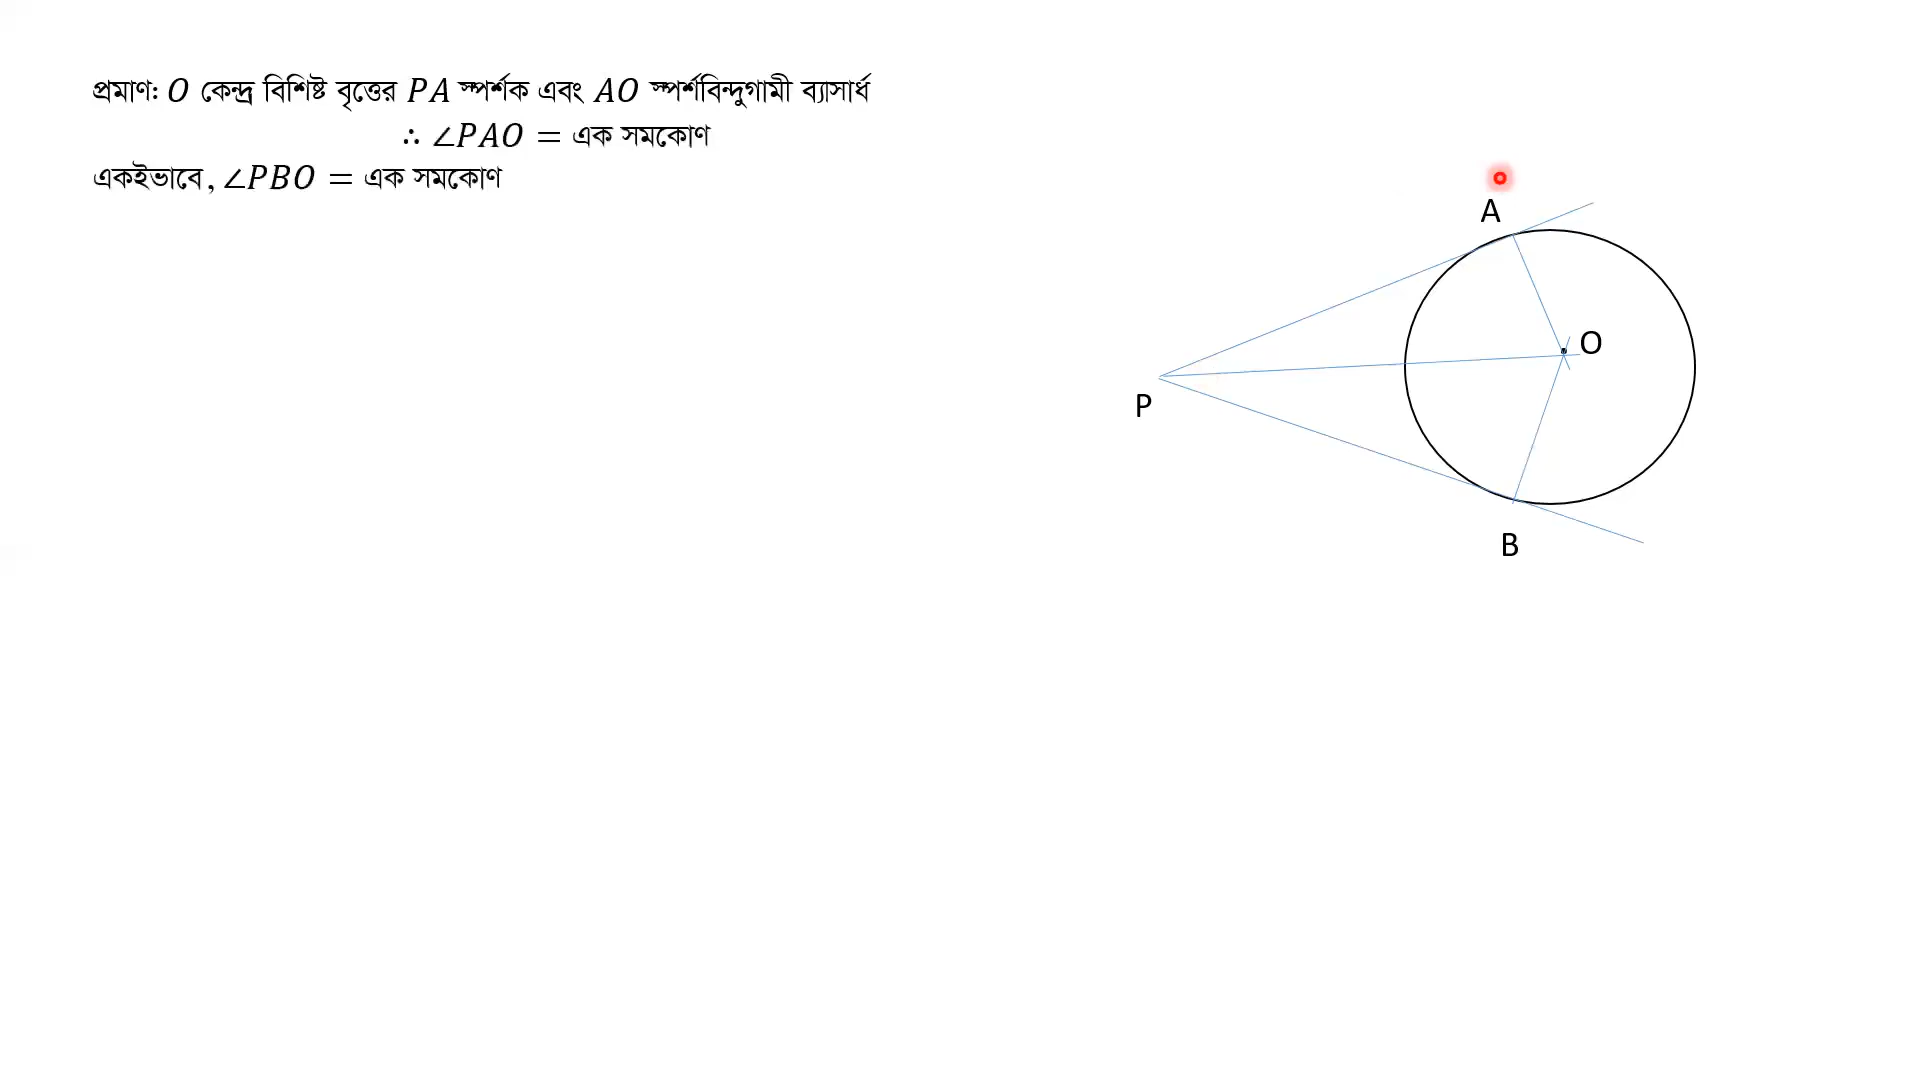 প্রমাণ: O কেন্দ্র বিশিষ্ট বৃত্তের PA স্পর্শক এবং AO স্পর্শবিন্দুগামী ব্যাসার্ধ
∴ ∠PAO = এক সমকোণ
একইভাবে, ∠PBO = এক সমকোণ
A
O
P
B